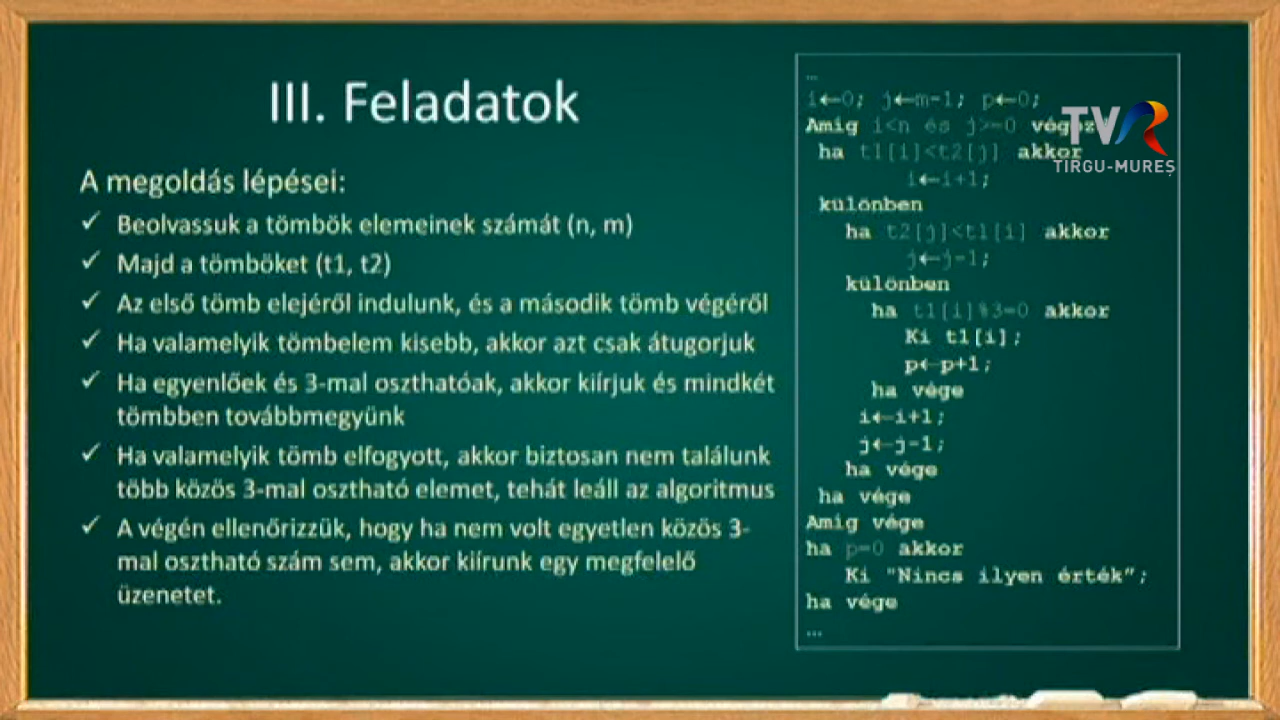 III. Feladatok
A megoldás lépései:
✓ Beolvassuk a tömbök elemeinek számát (n, m)
✓ Majd a tömböket (t1, t2)
✓ Az első tömb elejéről indulunk, és a második tömb végéről
✓ Ha valamelyik tömbelem kisebb, akkor azt csak átugorjuk
✓ Ha egyenlőek és 3-mal oszthatóak, akkor kiírjuk és mindkét
tömbben továbbmegyünk
✓ Ha valamelyik tömb elfogyott, akkor biztosan nem találunk
több közös 3-mal osztható elemet, tehát leáll az algoritmus
✓ A végén ellenőrizzük, hogy ha nem volt egyetlen közös 3-
mal osztható szám sem, akkor kiírunk egy megfelelő
üzenetet.
…
i←0; j←m-1; p←0;
Amíg i<n és j>=0
ha t1[i]<t2[j] akkor
i←i+1;
különben
ha t2[j]<t1[i] akkor
j←j-1;
különben
ha t1[i]%3=0 akkor
Ki t1[i];
p←p+1;
ha vége
i←i+1;
j←j-1;
ha vége
ha vége
Amíg vége
ha p=0 akkor
Ki "Nincs ilyen érték”;
ha vége
…
TVR
TIRGU-MUREȘ